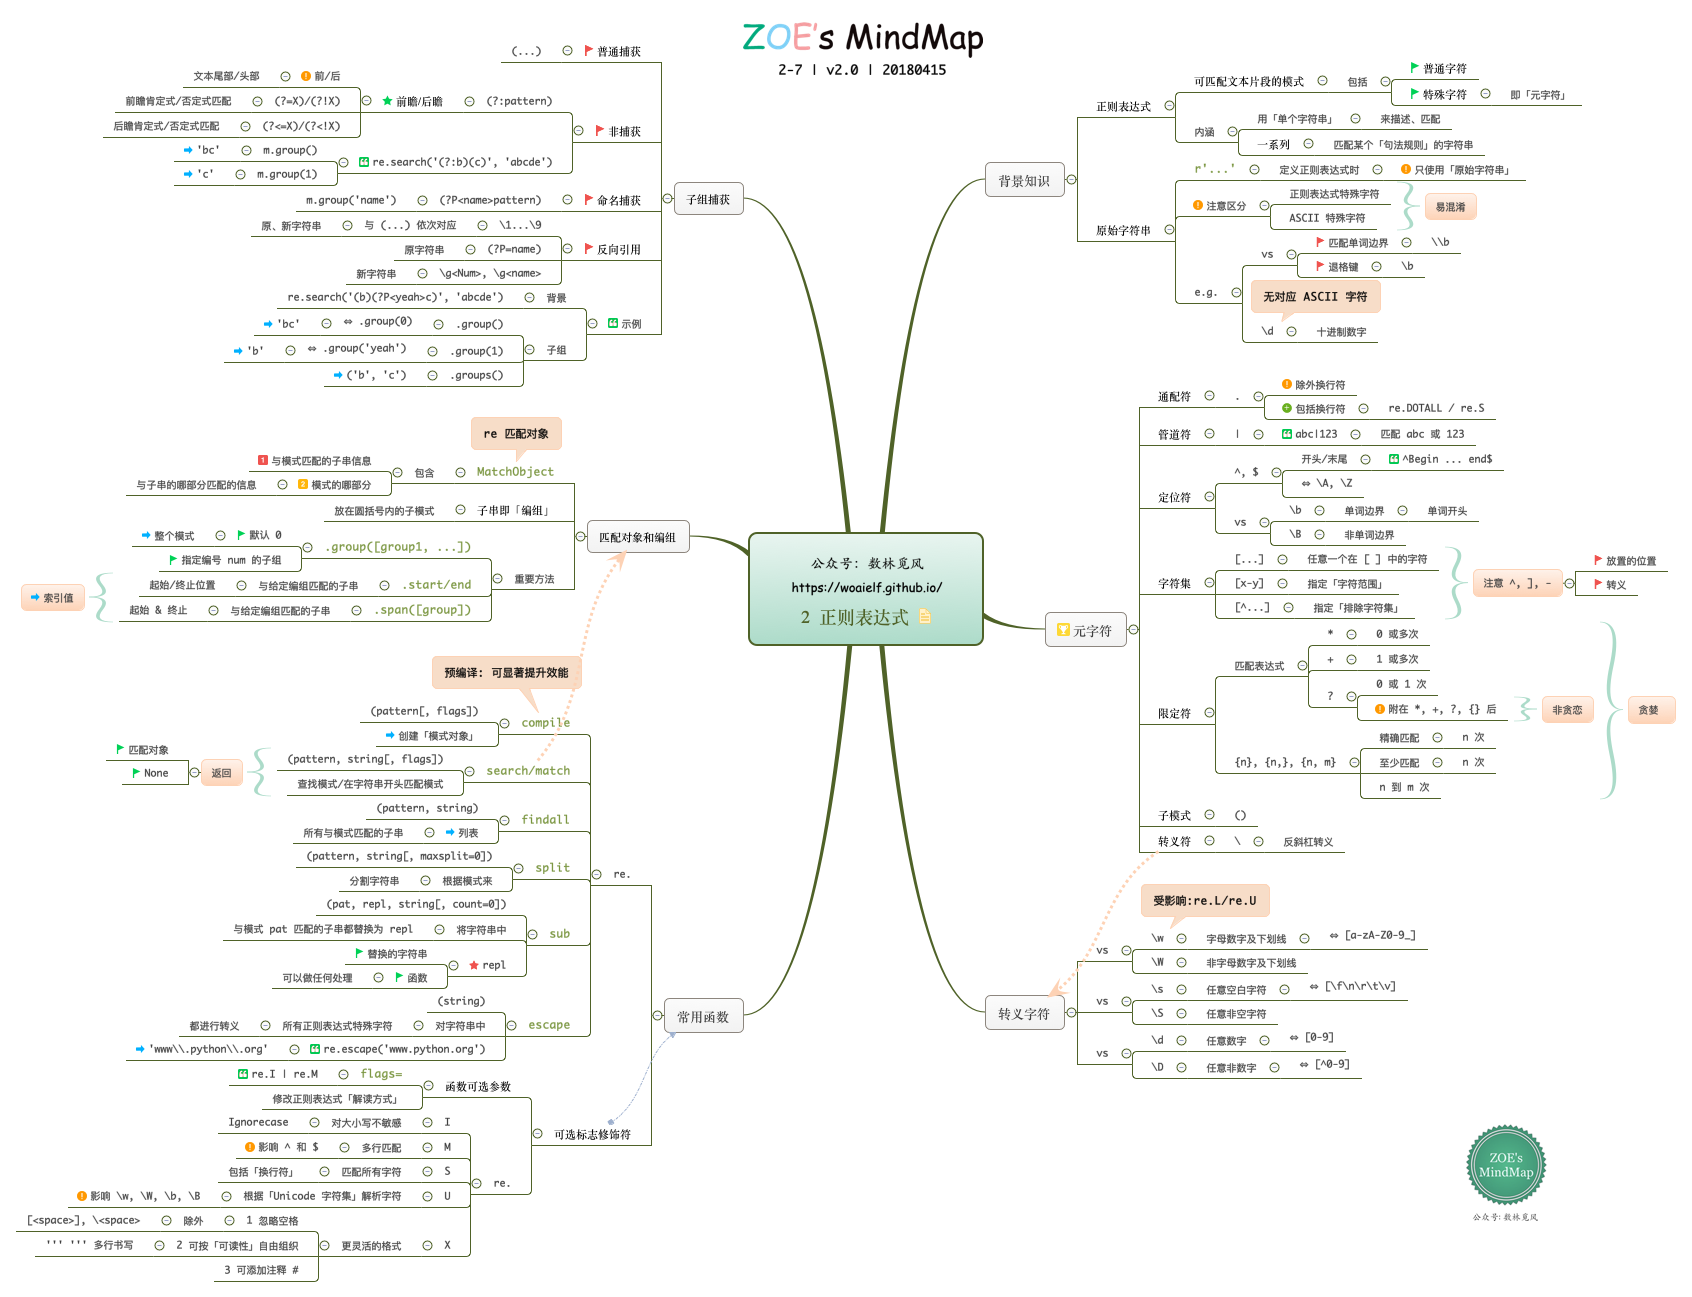 ZOE's MindMap
2-7 | v2.0 | 20180415
公众号: 数林觅风
https://woaielf.github.io/
2 正则表达式
背景知识
正则表达式
可匹配文本片段的模式
包括
普通字符
特殊字符
即「元字符」
内涵
用「单个字符串」
来描述、匹配
一系列
匹配某个「句法规则」的字符串
原始字符串
r'...'
定义正则表达式时
只使用「原始字符串」
注意区分
正则表达式特殊字符
ASCII 特殊字符
易混淆
e.g.
vs
匹配单词边界
\\b
退格键
\b
无对应 ASCII 字符
\d
十进制数字
元字符
通配符
.
除外换行符
包括换行符
re.DOTALL / re.S
管道符
|
abc|123
匹配 abc 或 123
定位符
^, $
开头/末尾
^Begin ... end$
⇔ \A, \Z
vs
\b
单词边界
单词开头
\B
非单词边界
字符集
[...]
任意一个在 [ ] 中的字符
[x-y]
指定「字符范围」
[^...]
指定「排除字符集」
注意 ^, ], -
放置的位置
转义
限定符
匹配表达式
*
0 或多次
+
1 或多次
?
0 或 1 次
附在 *, +, ?, {} 后
非贪恋
贪婪
{n}, {n,}, {n, m}
精确匹配
n 次
至少匹配
n 次
n 到 m 次
子模式
()
转义符
\
反斜杠转义
转义字符
受影响:re.L/re.U
vs
\w
字母数字及下划线
⇔ [a-zA-Z0-9_]
\W
非字母数字及下划线
vs
\s
任意空白字符
⇔ [\f\n\r\t\v]
\S
任意非空字符
vs
\d
任意数字
⇔ [0-9]
\D
任意非数字
⇔ [^0-9]
子组捕获
普通捕获
(...)
非捕获
(?:pattern)
前瞻/后瞻
前/后
文本尾部/头部
(?=X)/(?!X)
前瞻肯定式/否定式匹配
(?<=X)/(?<!X)
后瞻肯定式/否定式匹配
re.search('(?:b)(c)', 'abcde')
m.group()
'bc'
m.group(1)
'c'
命名捕获
(?P<name>pattern)
m.group('name')
反向引用
\1...\9
与 (...) 依次对应
原、新字符串
(?P=name)
原字符串
\g<Num>, \g<name>
新字符串
示例
背景
re.search('(b)(?P<yeah>c)', 'abcde')
子组
.group()
⇔ .group(0)
'bc'
.group(1)
⇔ .group('yeah')
'b'
.groups()
('b', 'c')
匹配对象和编组
re 匹配对象
MatchObject
包含
1 与模式匹配的子串信息
2 模式的哪部分
与子串的哪部分匹配的信息
子串即「编组」
放在圆括号内的子模式
重要方法
.group([group1, ...])
默认 0
整个模式
指定编号 num 的子组
.start/end
与给定编组匹配的子串
起始/终止位置
.span([group])
与给定编组匹配的子串
起始 & 终止
索引值
常用函数
re.
预编译: 可显著提升效能
compile
(pattern[, flags])
创建「模式对象」
search/match
(pattern, string[, flags])
查找模式/在字符串开头匹配模式
返回
匹配对象
None
findall
(pattern, string)
所有与模式匹配的子串
列表
split
(pattern, string[, maxsplit=0])
根据模式来
分割字符串
sub
(pat, repl, string[, count=0])
将字符串中
与模式 pat 匹配的子串都替换为 repl
repl
替换的字符串
函数
可以做任何处理
escape
(string)
对字符串中
所有正则表达式特殊字符
都进行转义
re.escape('www.python.org')
'www\\.python\\.org'
可选标志修饰符
函数可选参数
flags=
re.I | re.M
修改正则表达式「解读方式」
re.
I
对大小写不敏感
Ignorecase
M
多行匹配
影响 ^ 和 $
S
匹配所有字符
包括「换行符」
U
根据「Unicode 字符集」解析字符
影响 \w, \W, \b, \B
X
更灵活的格式
1 忽略空格
除外
[<space>], \<space>
2 可按「可读性」自由组织
''' ''' 多行书写
3 可添加注释 #
ZOE's
MindMap
公众号: 数林觅风